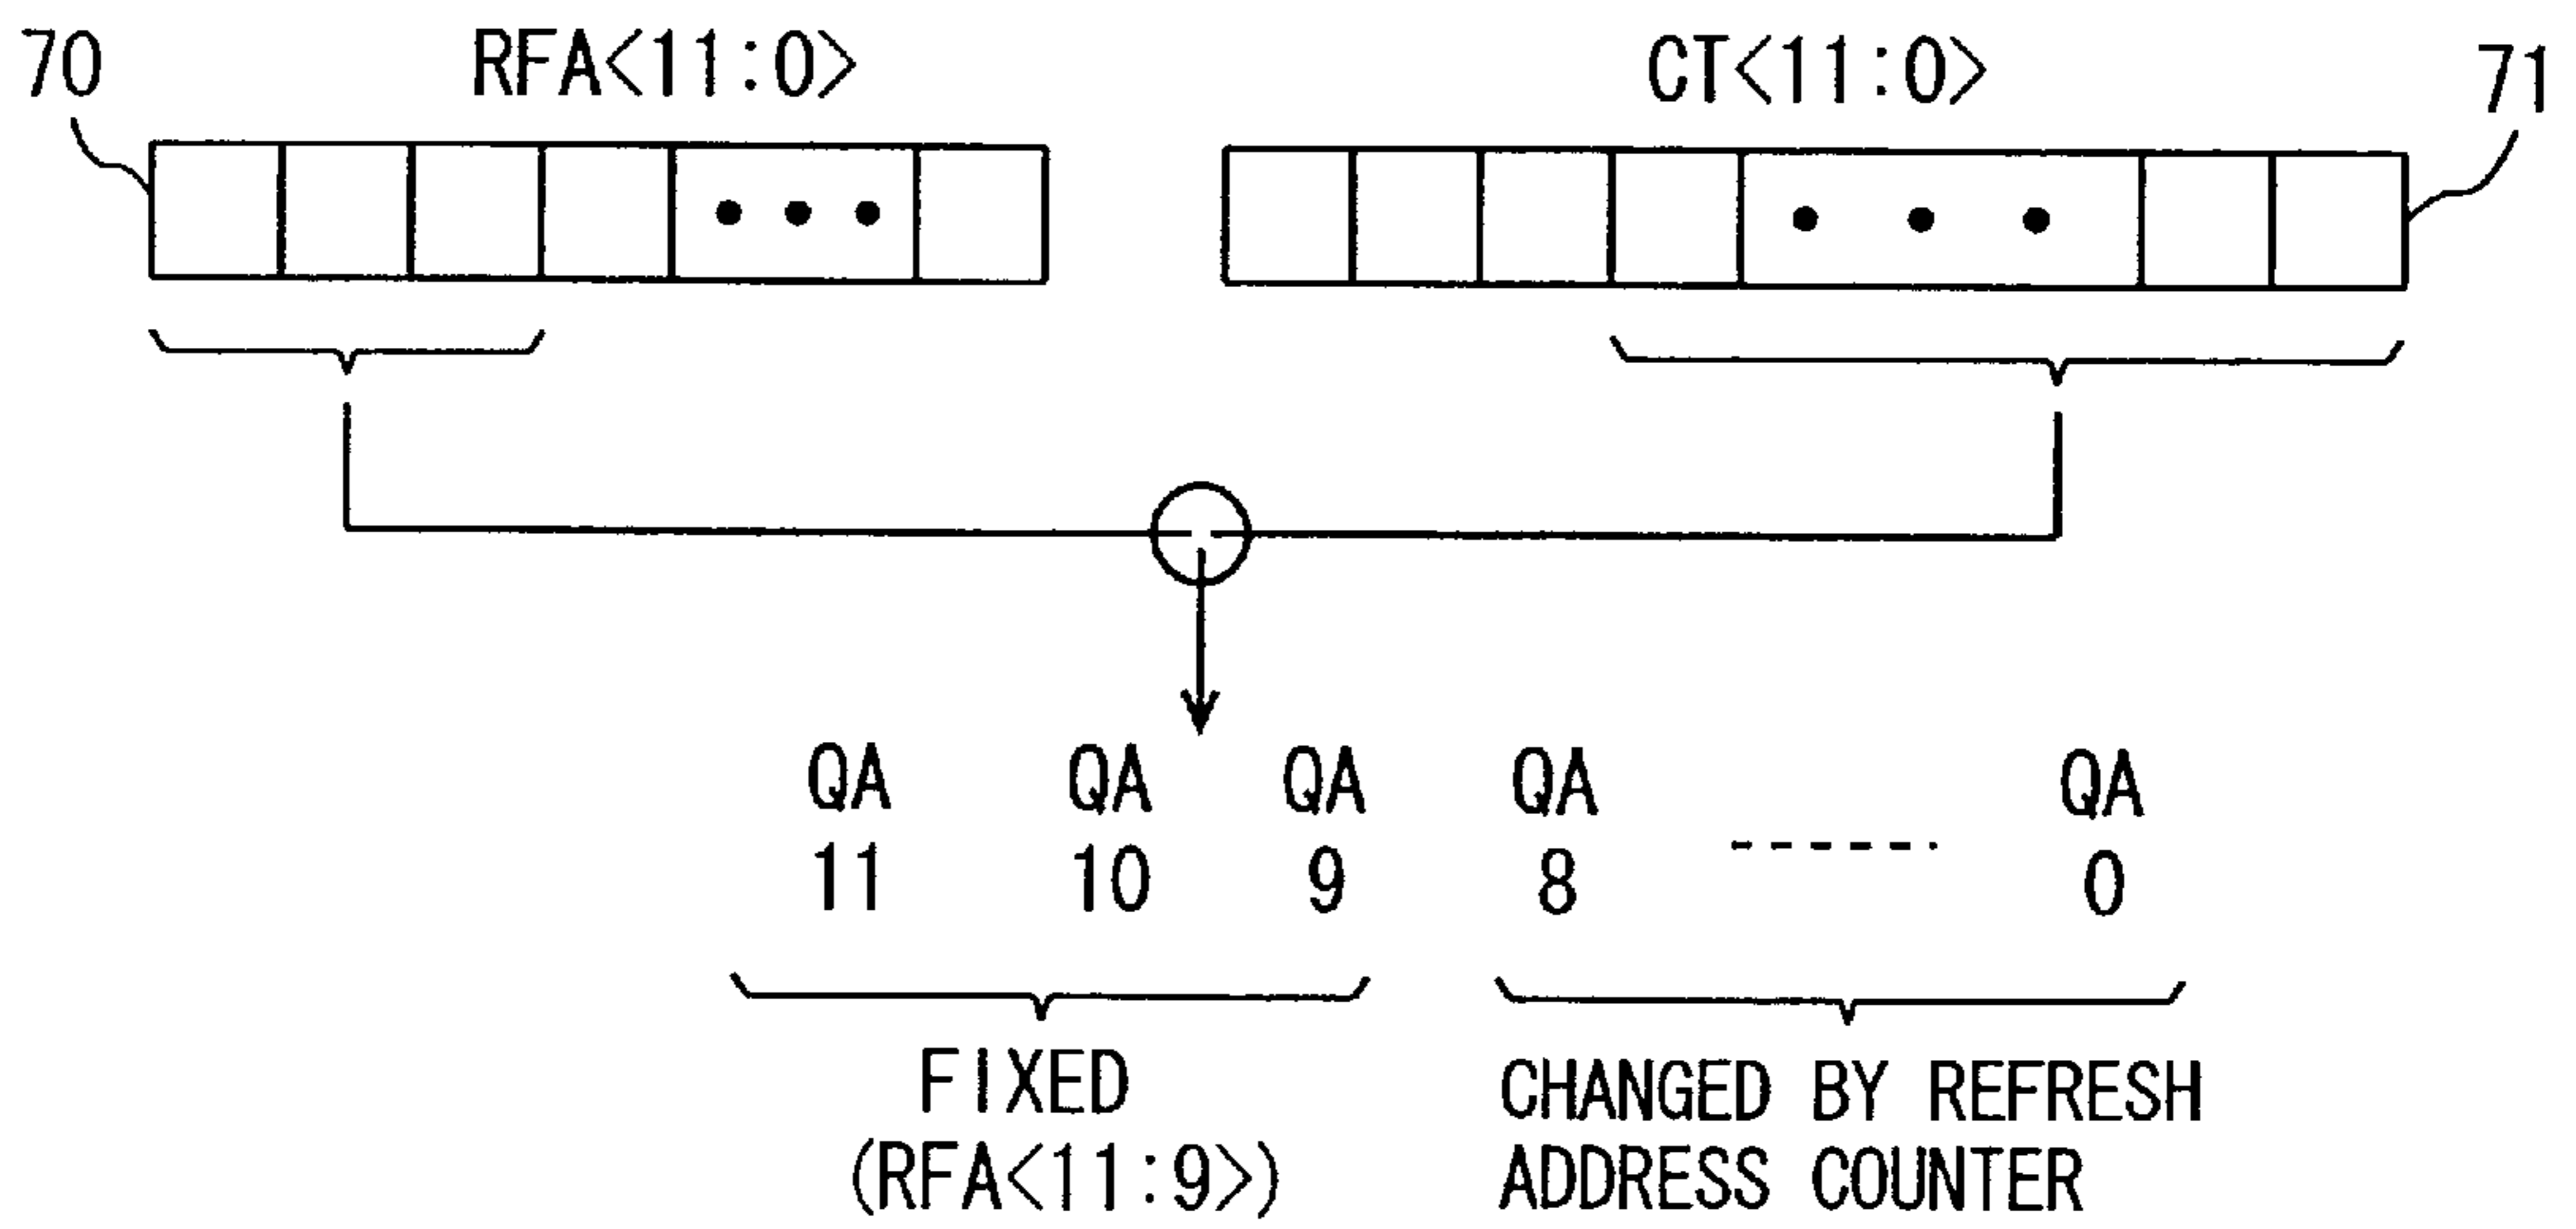 70 RFA<11:0> CT<11:0> 71
QA QA QA QA QA
11 10 9 8 0
FIXED
(RFA<11:9>)
CHANGED BY REFRESH
ADDRESS COUNTER